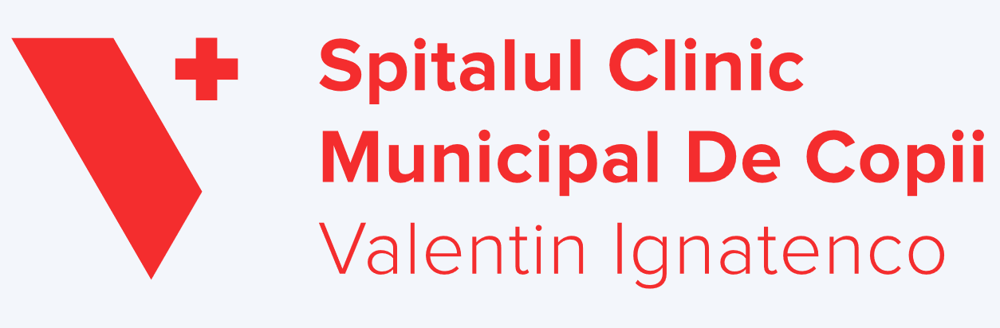 Spitalul Clinic
Municipal De Copii
Valentin Ignatenco